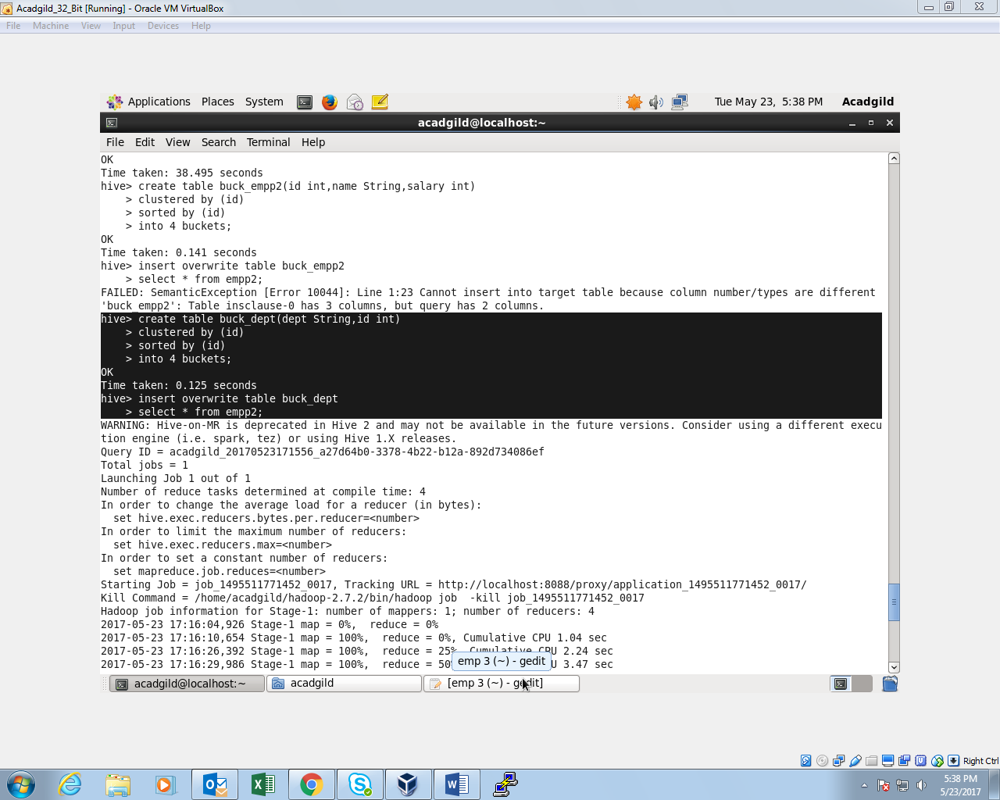 Acadgild_32_Bit [Running] - Oracle VM VirtualBox
File Machine View Input Devices Help
Applications Places System Tue May 23, 5:38 PM Acadgild
acadgild@localhost:~
File Edit View Search Terminal Help
OK
Time taken: 38.495 seconds
hive> create table buck_empp2(id int,name String,salary int)
    > clustered by (id)
    > sorted by (id)
    > into 4 buckets;
OK
Time taken: 0.141 seconds
hive> insert overwrite table buck_empp2
    > select * from empp2;
FAILED: SemanticException [Error 10044]: Line 1:23 Cannot insert into target table because column number/types are different
'buck_empp2': Table insclause-0 has 3 columns, but query has 2 columns.
hive> create table buck_dept(dept String,id int)
    > clustered by (id)
    > sorted by (id)
    > into 4 buckets;
OK
Time taken: 0.125 seconds
hive> insert overwrite table buck_dept
    > select * from empp2;
WARNING: Hive-on-MR is deprecated in Hive 2 and may not be available in the future versions. Consider using a different execu
tion engine (i.e. spark, tez) or using Hive 1.X releases.
Query ID = acadgild_20170523171556_a27d64b0-3378-4b22-b12a-892d734086ef
Total jobs = 1
Launching Job 1 out of 1
Number of reduce tasks determined at compile time: 4
In order to change the average load for a reducer (in bytes):
  set hive.exec.reducers.bytes.per.reducer=<number>
In order to limit the maximum number of reducers:
  set hive.exec.reducers.max=<number>
In order to set a constant number of reducers:
  set mapreduce.job.reduces=<number>
Starting Job = job_1495511771452_0017, Tracking URL = http://localhost:8088/proxy/application_1495511771452_0017/
Kill Command = /home/acadgild/hadoop-2.7.2/bin/hadoop job  -kill job_1495511771452_0017
Hadoop job information for Stage-1: number of mappers: 1; number of reducers: 4
2017-05-23 17:16:04,926 Stage-1 map = 0%,  reduce = 0%
2017-05-23 17:16:10,654 Stage-1 map = 100%,  reduce = 0%, Cumulative CPU 1.04 sec
2017-05-23 17:16:26,392 Stage-1 map = 100%,  reduce = 25%, Cumulative CPU 2.24 sec
2017-05-23 17:16:29,986 Stage-1 map = 100%,  reduce = 50 3.47 sec
emp 3 (~) - gedit
acadgild@localhost:~ acadgild [emp 3 (~) - gedit]
Right Ctrl
5:38 PM
5/23/2017